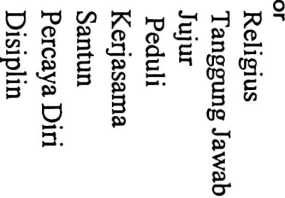 or
Religius
Tanggung Jawab
Jujur
Peduli
Kerjasama
Santun
Percaya Diri
Disiplin